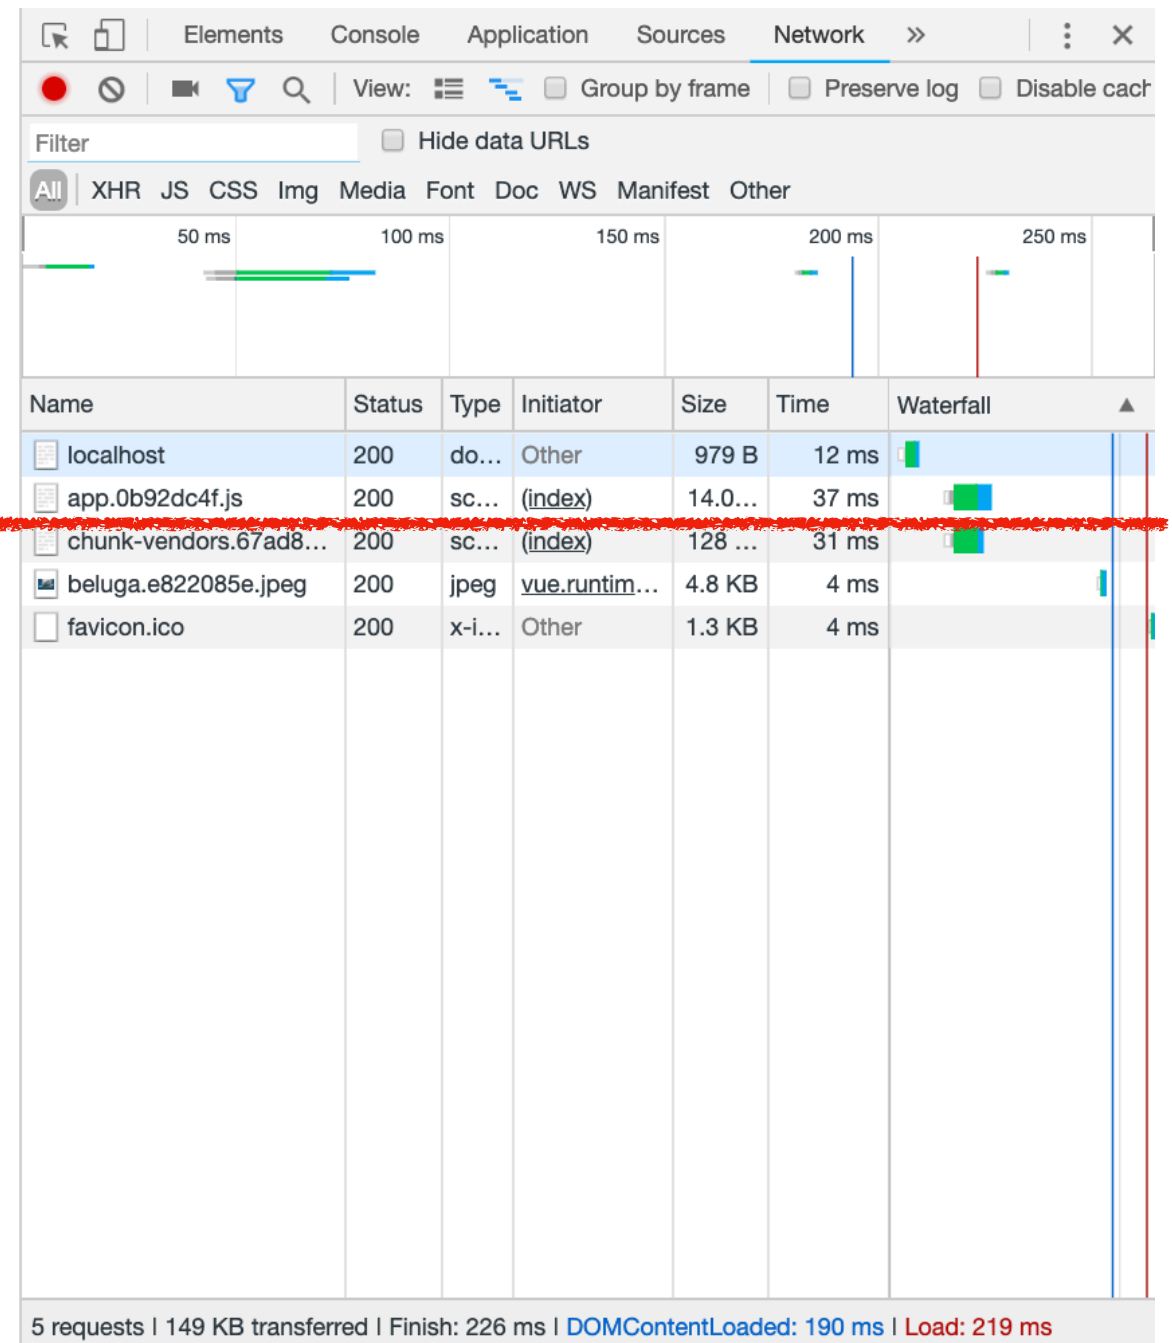 Elements Console Application Sources Network »
View: Group by frame Preserve log Disable cach
Filter Hide data URLs
All XHR JS CSS Img Media Font Doc WS Manifest Other
50 ms 100 ms 150 ms 200 ms 250 ms
Name Status Type Initiator Size Time Waterfall
localhost 200 do... Other 979 B 12 ms
app.0b92dc4f.js 200 sc... (index) 14.0... 37 ms
chunk-vendors.67ad8... 200 sc... (index) 128 ... 31 ms
beluga.e822085e.jpeg 200 jpeg vue.runtim... 4.8 KB 4 ms
favicon.ico 200 x-i... Other 1.3 KB 4 ms
5 requests | 149 KB transferred | Finish: 226 ms | DOMContentLoaded: 190 ms | Load: 219 ms